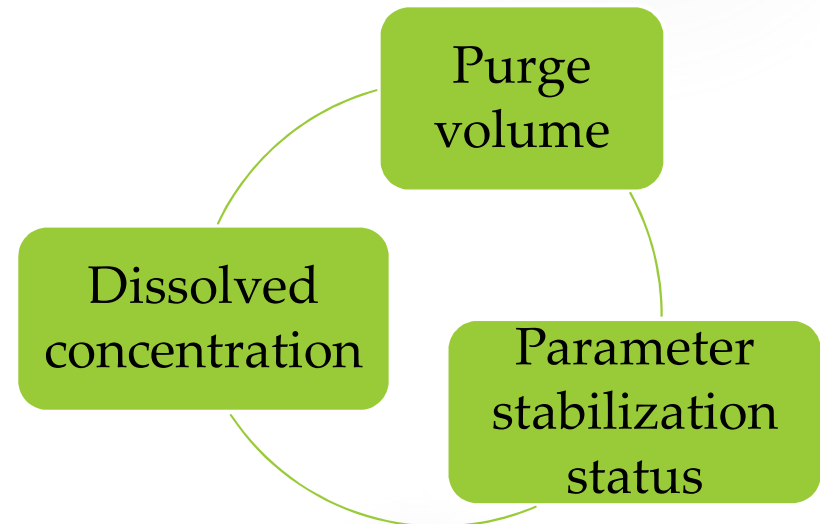 Purge
volume
Dissolved
concentration
Parameter
stabilization
status